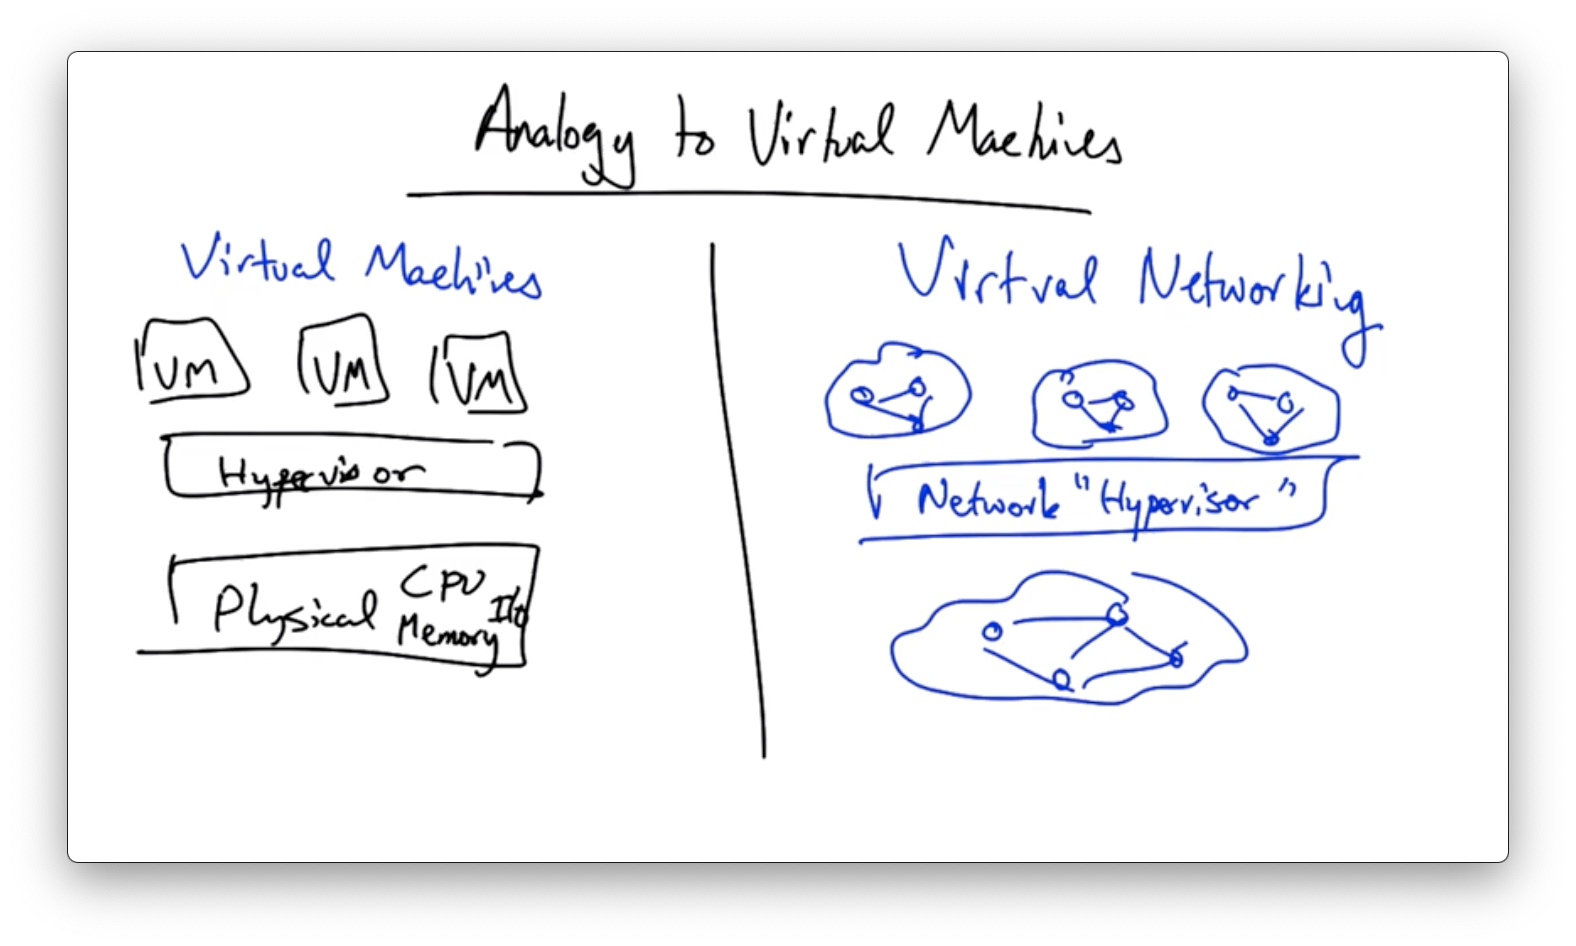 Analogy to Virtual Machines
Virtual Machines
VM VM VM
Hypervisor
Physical CPU Memory I/O
Virtual Networking
Network "Hypervisor"